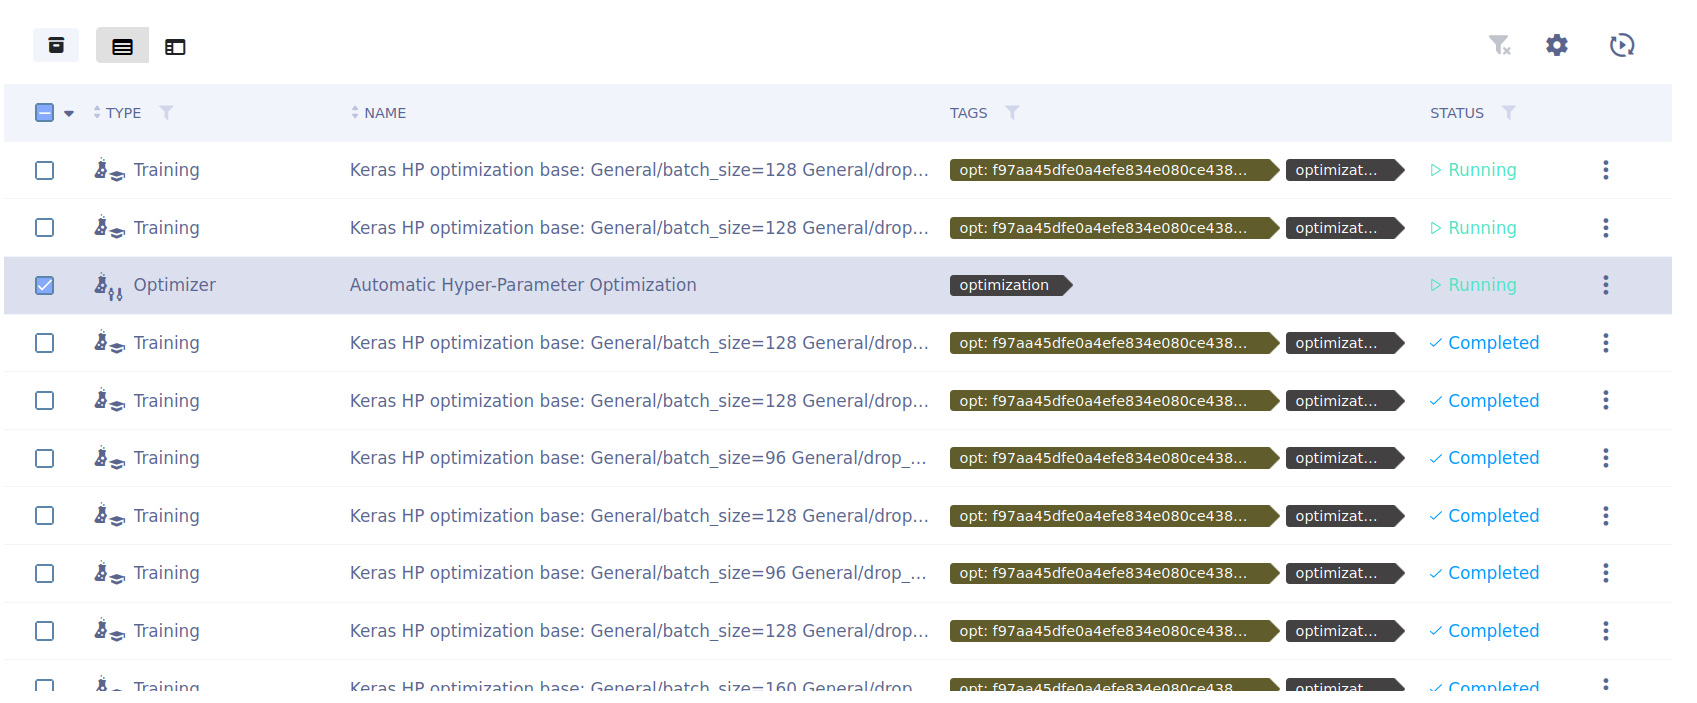 TYPE NAME TAGS STATUS
Training Keras HP optimization base: General/batch_size=128 General/drop... opt: f97aa45dfe0a4efe834e080ce438... optimizat... Running
Training Keras HP optimization base: General/batch_size=128 General/drop... opt: f97aa45dfe0a4efe834e080ce438... optimizat... Running
Optimizer Automatic Hyper-Parameter Optimization optimization Running
Training Keras HP optimization base: General/batch_size=128 General/drop... opt: f97aa45dfe0a4efe834e080ce438... optimizat... Completed
Training Keras HP optimization base: General/batch_size=128 General/drop... opt: f97aa45dfe0a4efe834e080ce438... optimizat... Completed
Training Keras HP optimization base: General/batch_size=96 General/drop_... opt: f97aa45dfe0a4efe834e080ce438... optimizat... Completed
Training Keras HP optimization base: General/batch_size=128 General/drop... opt: f97aa45dfe0a4efe834e080ce438... optimizat... Completed
Training Keras HP optimization base: General/batch_size=96 General/drop_... opt: f97aa45dfe0a4efe834e080ce438... optimizat... Completed
Training Keras HP optimization base: General/batch_size=128 General/drop... opt: f97aa45dfe0a4efe834e080ce438... optimizat... Completed
Training Keras HP optimization base: General/batch_size=160 General/drop opt: f97aa45dfe0a4efe834e080ce438 optimizat Completed